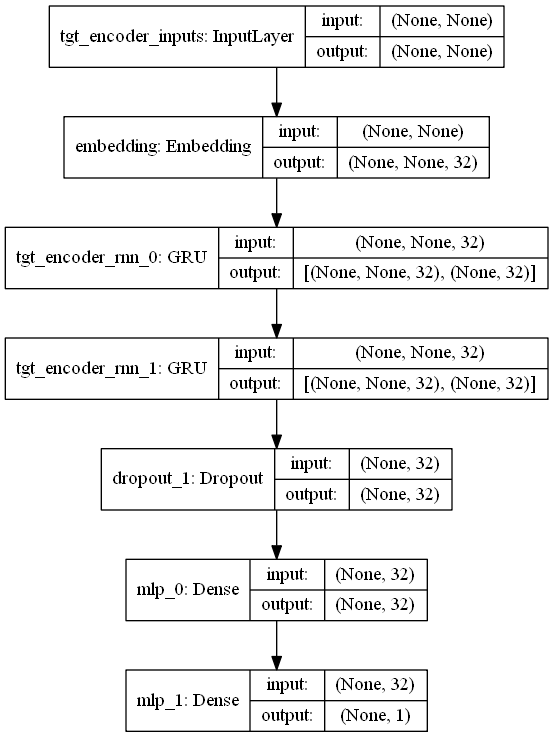 tgt_encoder_inputs: InputLayer
input: (None, None)
output: (None, None)
embedding: Embedding
input: (None, None)
output: (None, None, 32)
tgt_encoder_rnn_0: GRU
input: (None, None, 32)
output: [(None, None, 32), (None, 32)]
tgt_encoder_rnn_1: GRU
input: (None, None, 32)
output: [(None, None, 32), (None, 32)]
dropout_1: Dropout
input: (None, 32)
output: (None, 32)
mlp_0: Dense
input: (None, 32)
output: (None, 32)
mlp_1: Dense
input: (None, 32)
output: (None, 1)